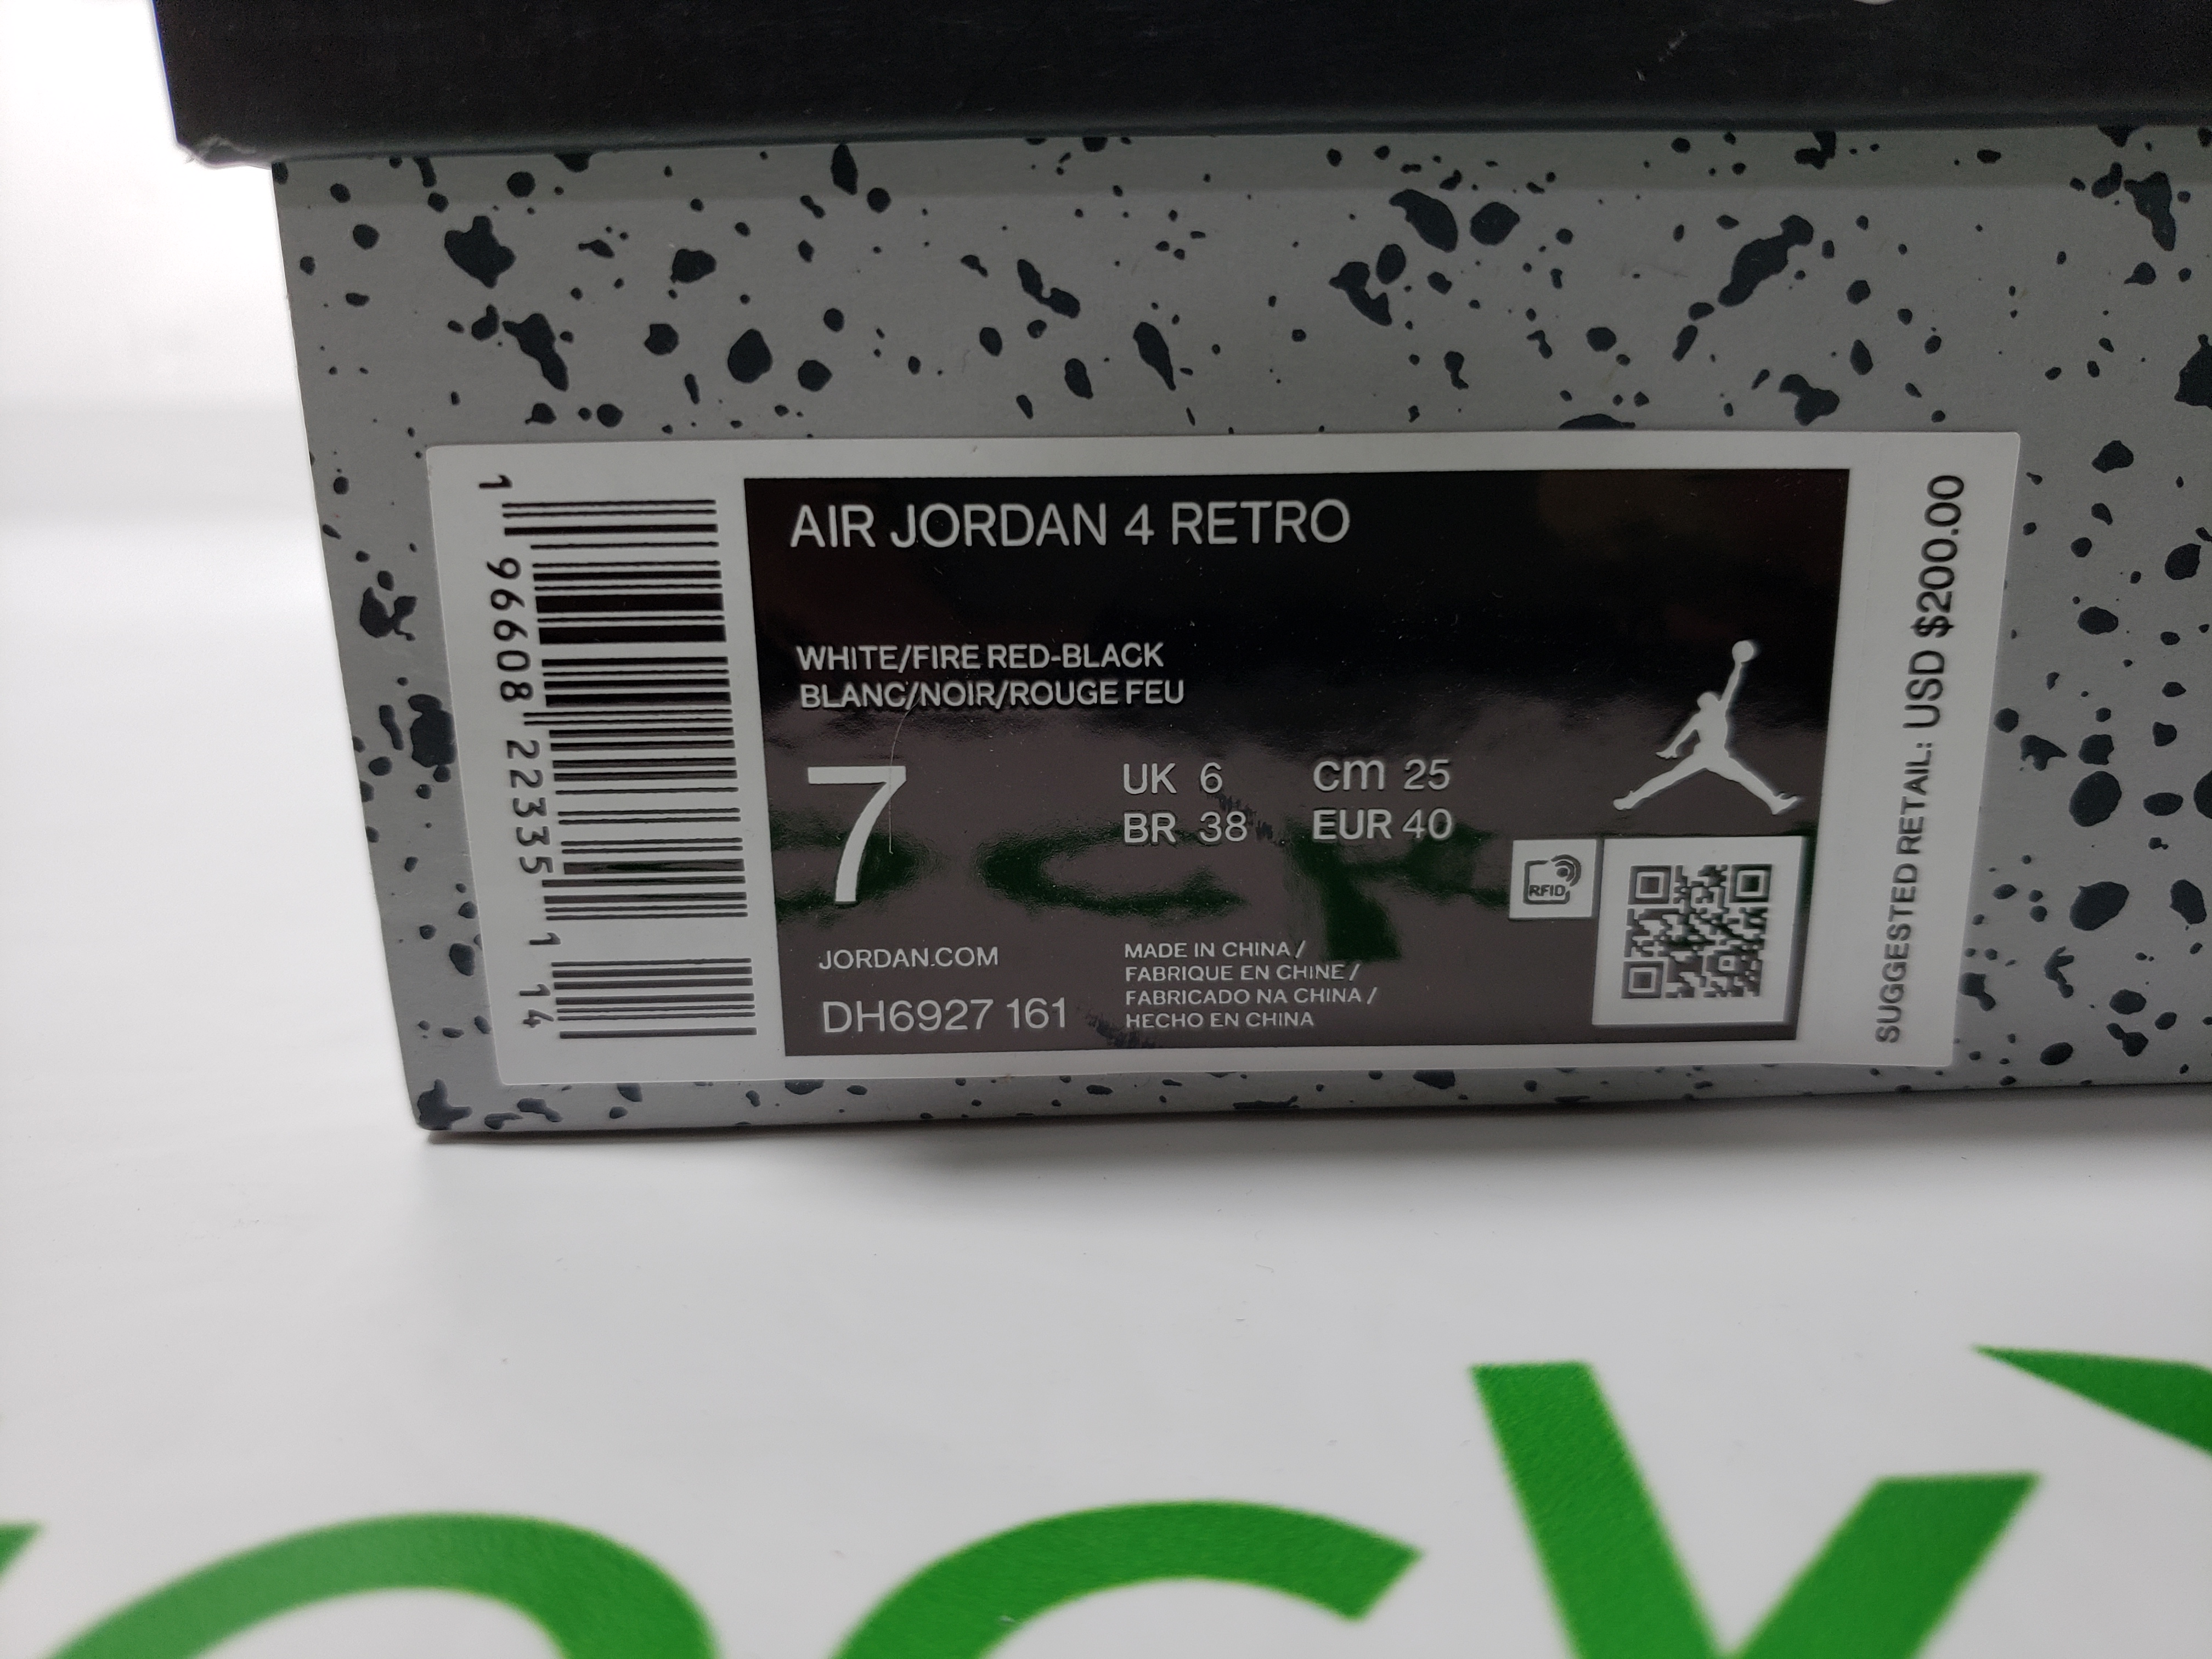 AIR JORDAN 4 RETRO
WHITE/FIRE RED-BLACK
BLANC/NOIR/ROUGE FEU
7
UK 6 cm 25
BR 38 EUR 40
RFID
JORDAN.COM
DH6927 161
MADE IN CHINA /
FABRIQUE EN CHINE /
FABRICADO NA CHINA /
HECHO EN CHINA
1 96608 22335 1 14
SUGGESTED RETAIL: USD $200.00